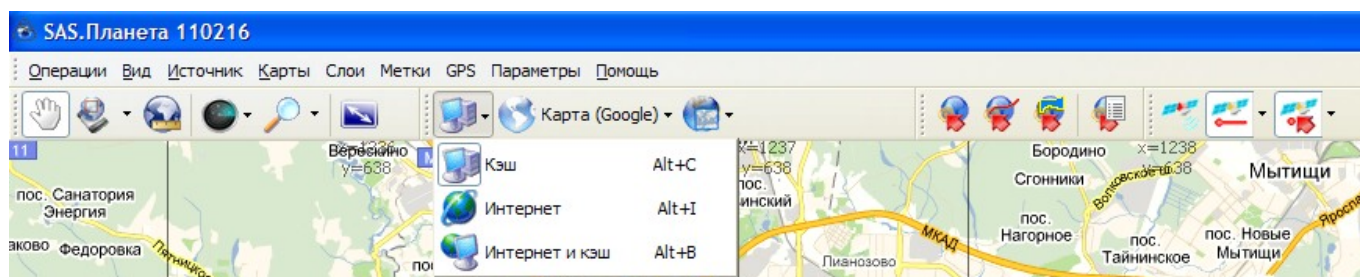 SAS.Планета 110216
Операции Вид Источник Карты Слои Метки GPS Параметры Помощь
Карта (Google)
11
Верескино
y=638
x=1237
y=638
Бородино
x=1238
Сгонники
Мытищи
Кэш Alt+C
пос. Санатория
Энергия
Интернет Alt+I
пос.
Нагорное
МКАД
Федоровка
Интернет и кэш Alt+B
Лианозово
пос.
Тайнинское
пос. Новые
Мытищи